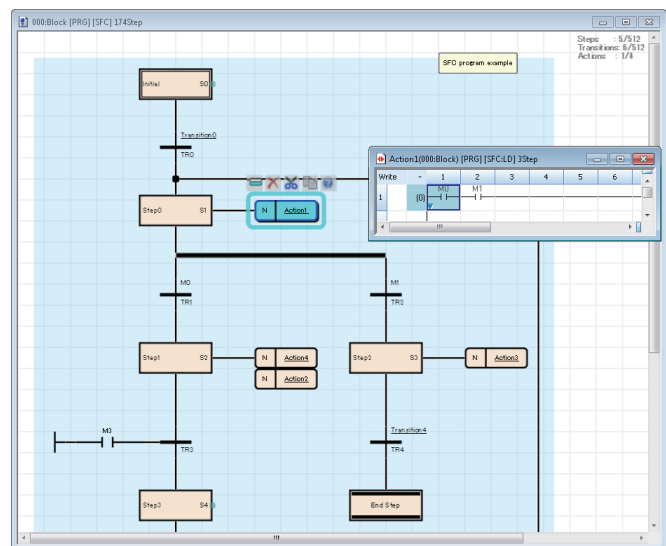 000:Block [PRG] [SFC] 174Step
Steps : 5/512
Transitions: 6/512
Actions : 1/4
SFC program example
Initial S0
Transition0
TR0
Action1(000:Block) [PRG] [SFC:LD] 3Step
Write 1 2 3 4 5 6
1 (0) M0 M1
Step0 S1
N Action1
M0
TR1
M1
TR2
Step1 S2
N Action4
N Action2
Step2 S3
N Action3
M3
TR3
Transition4
TR4
Step3 S4
End Step